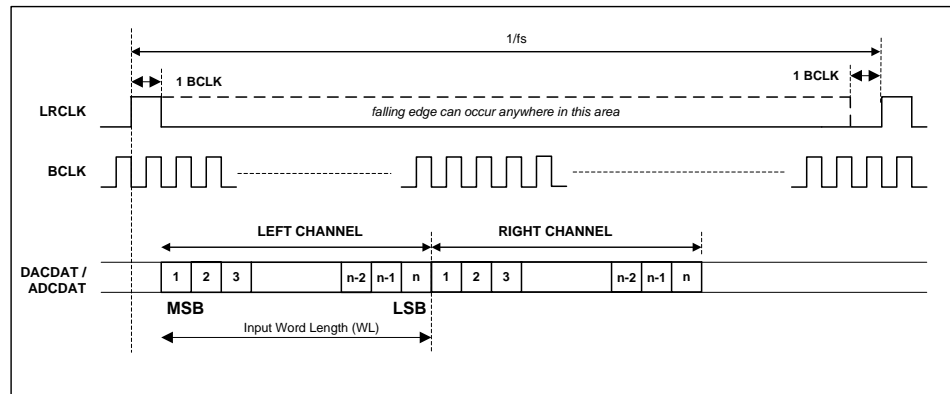 1/fs
1 BCLK
1 BCLK
LRCLK
falling edge can occur anywhere in this area
BCLK
LEFT CHANNEL
RIGHT CHANNEL
DACDAT /
ADCDAT
1 2 3 n-2 n-1 n 1 2 3 n-2 n-1 n
MSB LSB
Input Word Length (WL)